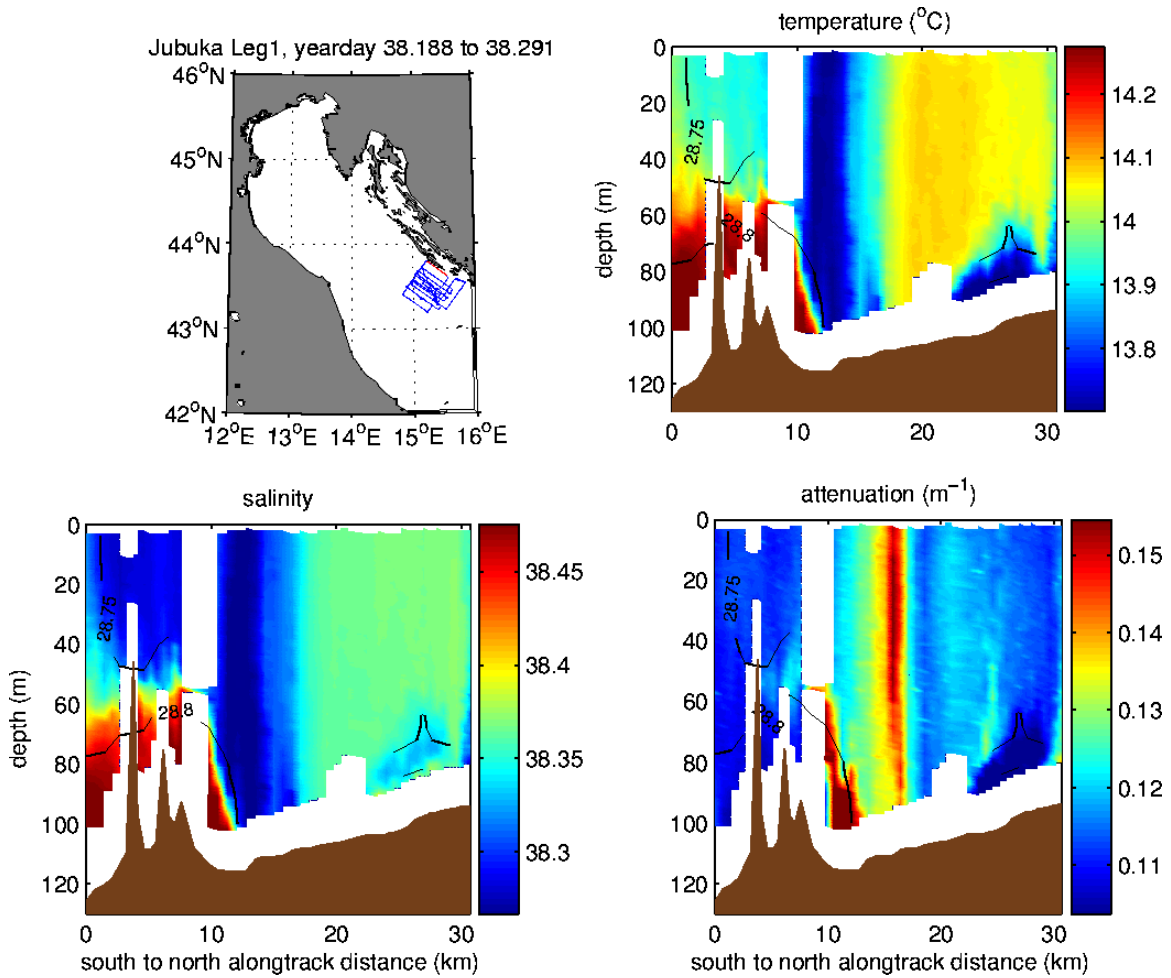 Jubuka Leg1, yearday 38.188 to 38.291
46°N
45°N
44°N
43°N
42°N
12°E 13°E 14°E 15°E 16°E
temperature (°C)
0
20
40
60
80
100
120
depth (m)
28.75
28.8
0 10 20 30
14.2
14.1
14
13.9
13.8
salinity
0
20
40
60
80
100
120
depth (m)
28.75
28.8
0 10 20 30
south to north alongtrack distance (km)
38.45
38.4
38.35
38.3
attenuation (m⁻¹)
0
20
40
60
80
100
120
depth (m)
28.75
28.8
0 10 20 30
south to north alongtrack distance (km)
0.15
0.14
0.13
0.12
0.11